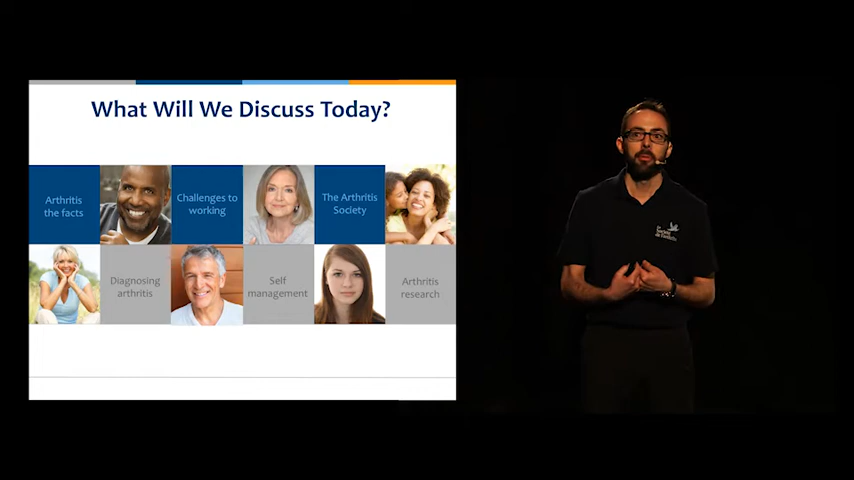 What Will We Discuss Today?
Arthritis
the facts
Challenges to
working
The Arthritis
Society
Diagnosing
arthritis
Self
management
Arthritis
research